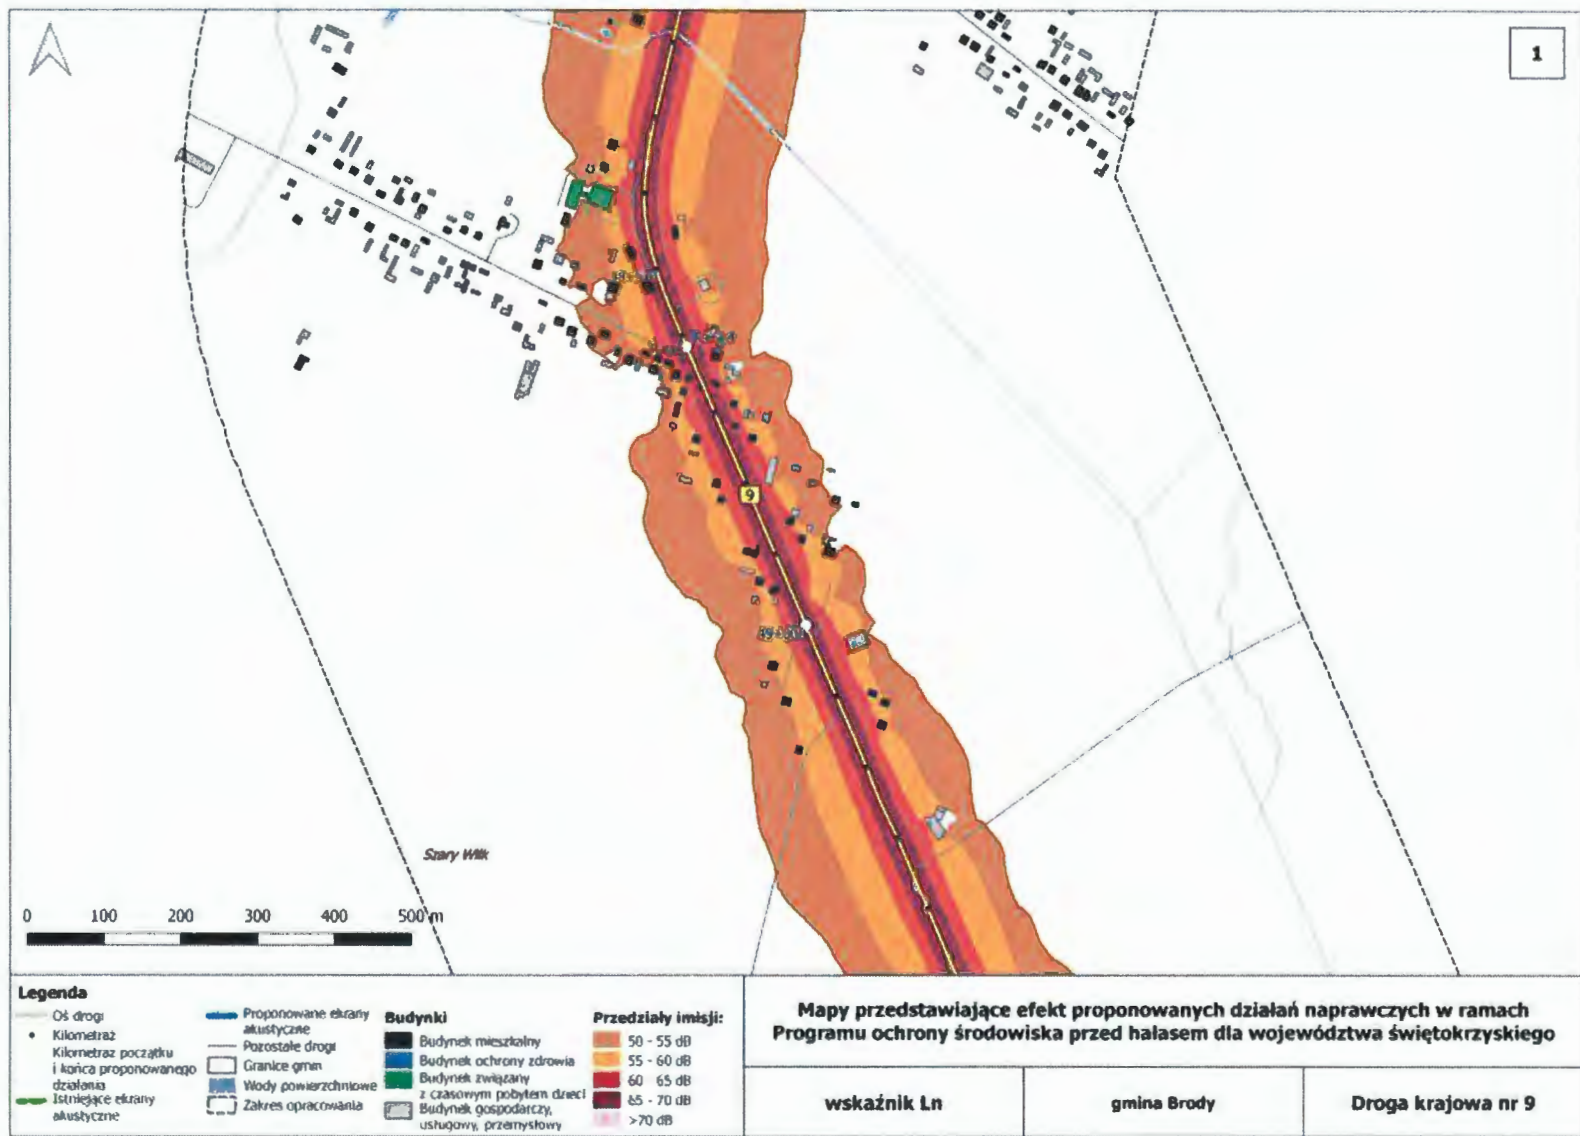 1
9
Szary Wilk
0 100 200 300 400 500 m
Legenda
Oś drogi
Kilometraż
Kilometraż początku
i końca proponowanego
działania
Istniejące ekrany
akustyczne
Proponowane ekrany
akustyczne
Pozostałe drogi
Granice gmin
Wody powierzchniowe
Zakres opracowania
Budynki
Budynek mieszkalny
Budynek ochrony zdrowia
Budynek związany
z czasowym pobytem dzieci
Budynek gospodarczy,
usługowy, przemysłowy
Przedziały imisji:
50 - 55 dB
55 - 60 dB
60 65 dB
65 - 70 dB
>70 dB
Mapy przedstawiające efekt proponowanych działań naprawczych w ramach
Programu ochrony środowiska przed hałasem dla województwa świętokrzyskiego
wskaźnik Ln
gmina Brody
Droga krajowa nr 9